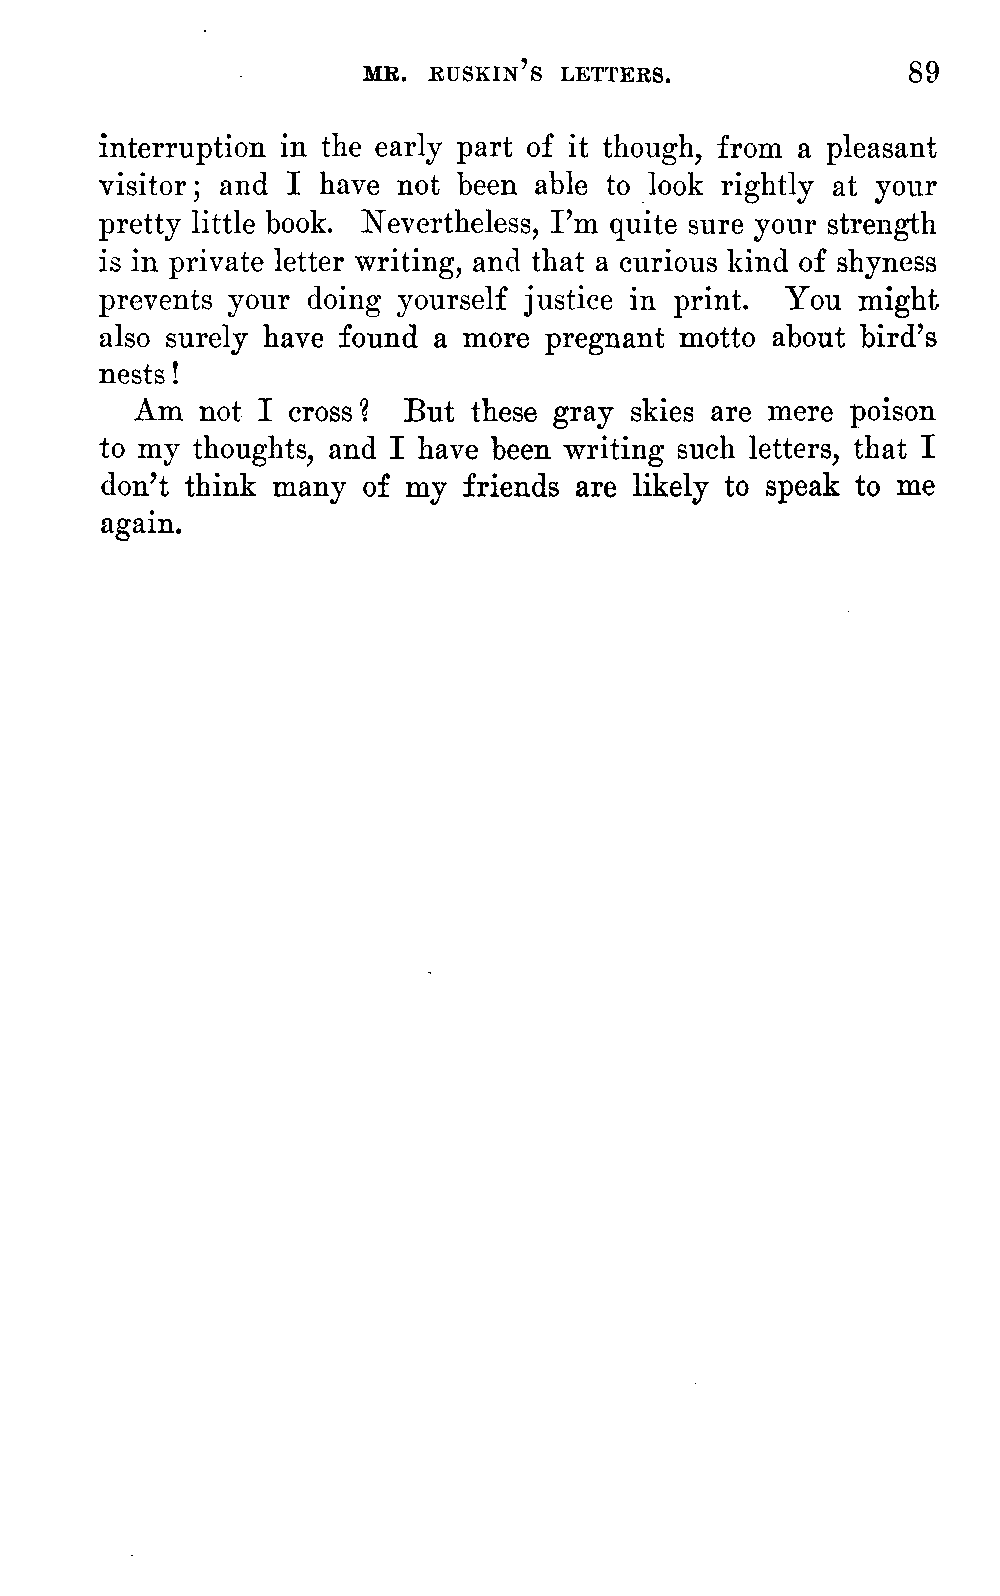 MR. RUSKIN'S LETTERS. 89
interruption in the early part of it though, from a pleasant
visitor; and I have not been able to look rightly at your
pretty little book. Nevertheless, I'm quite sure your strength
is in private letter writing, and that a curious kind of shyness
prevents your doing yourself justice in print. You might
also surely have found a more pregnant motto about bird's
nests!
Am not I cross? But these gray skies are mere poison
to my thoughts, and I have been writing such letters, that I
don't think many of my friends are likely to speak to me
again.